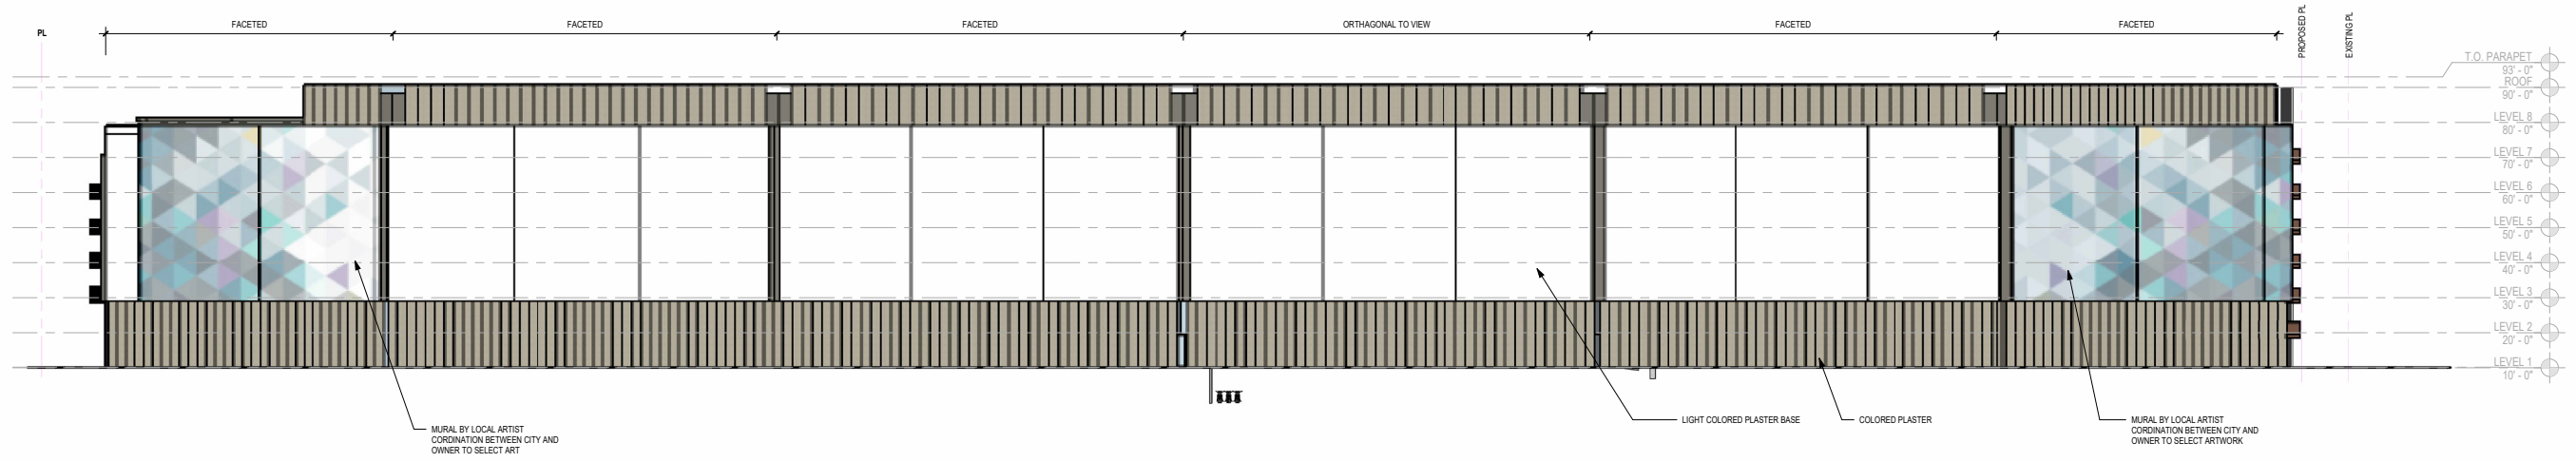 PL
FACETED
FACETED
FACETED
ORTHAGONAL TO VIEW
FACETED
FACETED
PROPOSED PL
EXISTING PL
T.O. PARAPET
93' - 0"
ROOF
90' - 0"
LEVEL 8
80' - 0"
LEVEL 7
70' - 0"
LEVEL 6
60' - 0"
LEVEL 5
50' - 0"
LEVEL 4
40' - 0"
LEVEL 3
30' - 0"
LEVEL 2
20' - 0"
LEVEL 1
10' - 0"
MURAL BY LOCAL ARTIST
CORDINATION BETWEEN CITY AND
OWNER TO SELECT ART
LIGHT COLORED PLASTER BASE
COLORED PLASTER
MURAL BY LOCAL ARTIST
CORDINATION BETWEEN CITY AND
OWNER TO SELECT ARTWORK